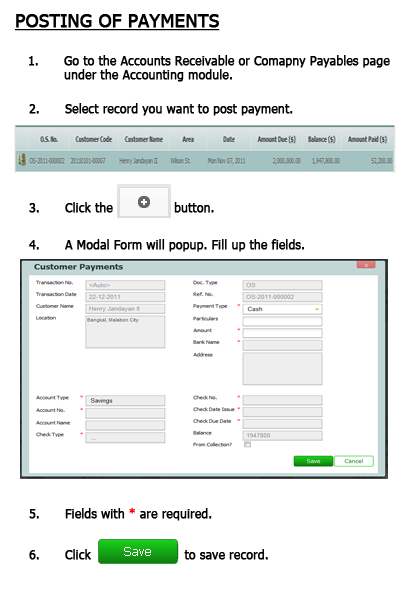 POSTING OF PAYMENTS
1. Go to the Accounts Receivable or Comapny Payables page
under the Accounting module.
2. Select record you want to post payment.
O.S. No. Customer Code Customer Name Area Date Amount Due ($) Balance ($) Amount Paid ($)
OS-2011-000002 20110101-00007 Henry Jandayan II Wilson St. Mon Nov 07, 2011 2,000,000.00 1,947,800.00 52,200.00
3. Click the button.
4. A Modal Form will popup. Fill up the fields.
Customer Payments x
Transaction No. <Auto> Doc. Type OS
Transaction Date 22-12-2011 Ref. No. OS-2011-000002
Customer Name Henry Jandayan II Payment Type * Cash
Location Bangkal, Malabon City Particulars
Amount *
Bank Name *
Address
Account Type * Savings Check No. *
Account No. * Check Date Issue *
Account Name Check Due Date *
Check Type * ... Balance 1947800
From Collection?
Save Cancel
5. Fields with * are required.
6. Click Save to save record.